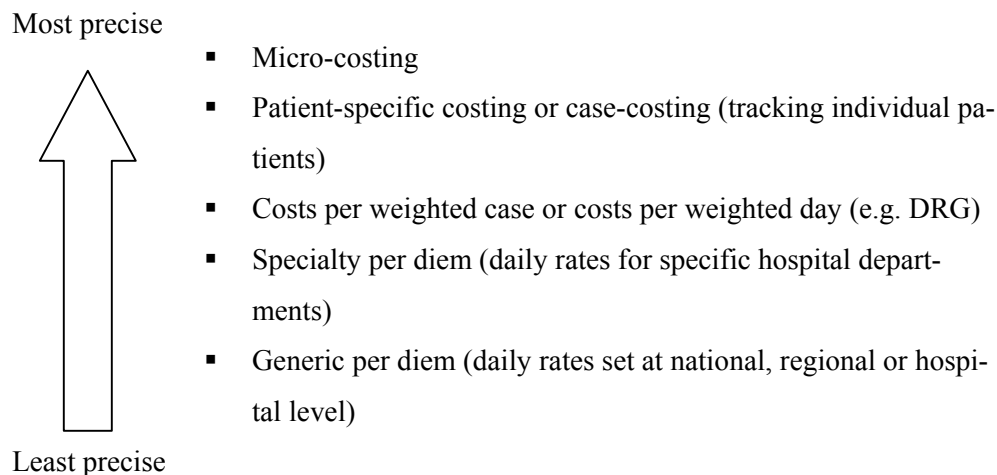 Most precise
▪ Micro-costing
▪ Patient-specific costing or case-costing (tracking individual pa-
tients)
▪ Costs per weighted case or costs per weighted day (e.g. DRG)
▪ Specialty per diem (daily rates for specific hospital depart-
ments)
▪ Generic per diem (daily rates set at national, regional or hospi-
tal level)
Least precise